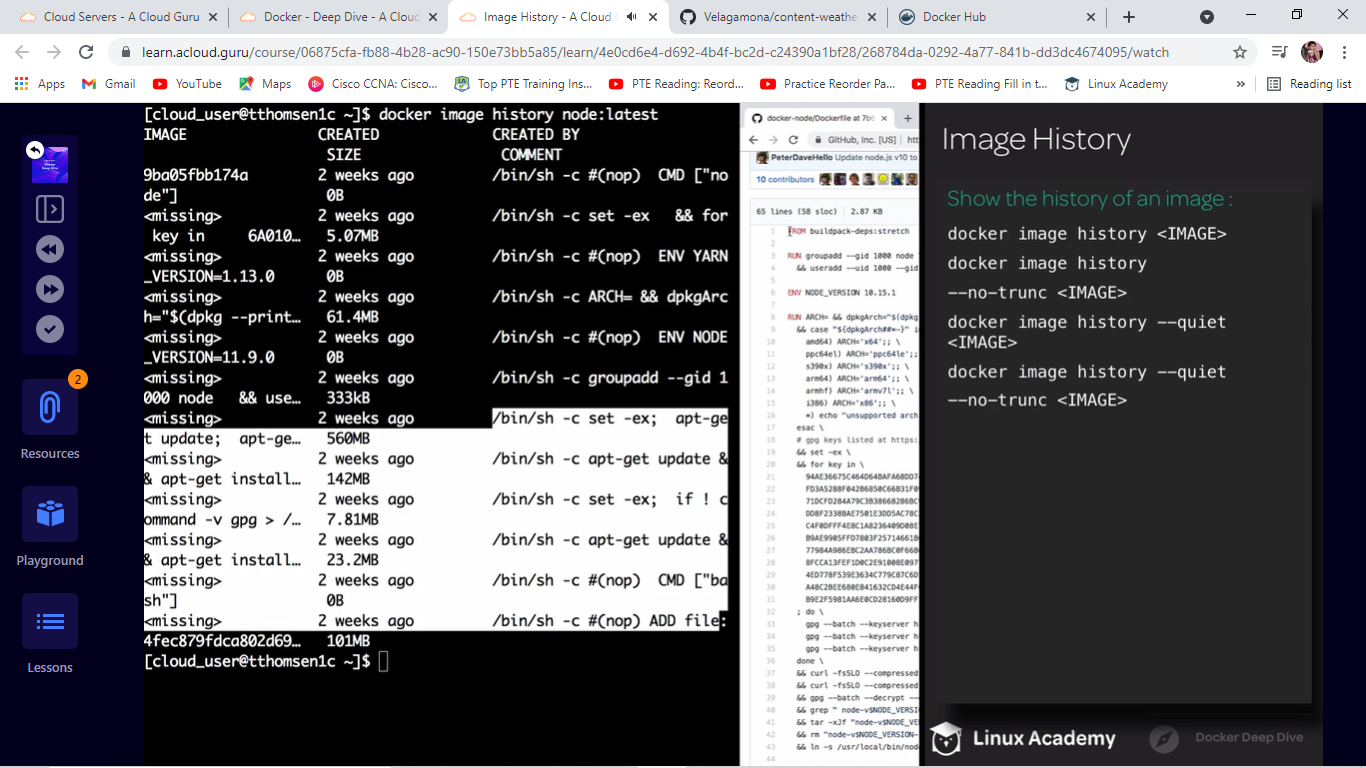 Cloud Servers - A Cloud Guru
Docker - Deep Dive - A Cloud
Image History - A Cloud
Velagamona/content-weathe
Docker Hub
learn.acloud.guru/course/06875cfa-fb88-4b28-ac90-150e73bb5a85/learn/4e0cd6e4-d692-4b4f-bc2d-c24390a1bf28/268784da-0292-4a77-841b-dd3dc4674095/watch
Apps
Gmail
YouTube
Maps
Cisco CCNA: Cisco...
Top PTE Training Ins...
PTE Reading: Reord...
Practice Reorder Pa...
PTE Reading Fill in t...
Linux Academy
»
Reading list
Docker
Deep Dive
2
Resources
Playground
Lessons
[cloud_user@tthomsen1c ~]$ docker image history node:latest
IMAGE CREATED CREATED BY
SIZE COMMENT
9ba05fbb174a 2 weeks ago /bin/sh -c #(nop) CMD ["no
de"] 0B
<missing> 2 weeks ago /bin/sh -c set -ex && for
key in 6A010… 5.07MB
<missing> 2 weeks ago /bin/sh -c #(nop) ENV YARN
_VERSION=1.13.0 0B
<missing> 2 weeks ago /bin/sh -c ARCH= && dpkgArc
h="$(dpkg --print… 61.4MB
<missing> 2 weeks ago /bin/sh -c #(nop) ENV NODE
_VERSION=11.9.0 0B
<missing> 2 weeks ago /bin/sh -c groupadd --gid 1
000 node && use… 333kB
<missing> 2 weeks ago /bin/sh -c set -ex; apt-ge
t update; apt-ge… 560MB
<missing> 2 weeks ago /bin/sh -c apt-get update &
& apt-get install… 142MB
<missing> 2 weeks ago /bin/sh -c set -ex; if ! c
ommand -v gpg > /… 7.81MB
<missing> 2 weeks ago /bin/sh -c apt-get update &
& apt-get install… 23.2MB
<missing> 2 weeks ago /bin/sh -c #(nop) CMD ["ba
sh"] 0B
<missing> 2 weeks ago /bin/sh -c #(nop) ADD file:
4fec879fdca802d69… 101MB
[cloud_user@tthomsen1c ~]$
docker-node/Dockerfile at 7b
GitHub, Inc. [US]
htt
PeterDaveHello Update node.js v10 to
10 contributors
65 lines (58 sloc) 2.87 KB
1 FROM buildpack-deps:stretch
2
3 RUN groupadd --gid 1000 node
4 && useradd --uid 1000 --gid
5
6 ENV NODE_VERSION 10.15.1
7
8 RUN ARCH= && dpkgArch="$(dpkg
9 && case "${dpkgArch##*-}" i
10 amd64) ARCH='x64';; \
11 ppc64el) ARCH='ppc64le';;
12 s390x) ARCH='s390x';; \
13 arm64) ARCH='arm64';; \
14 armhf) ARCH='armv7l';; \
15 i386) ARCH='x86';; \
16 *) echo "unsupported arch
17 esac \
18 # gpg keys listed at https:
19 && set -ex \
20 && for key in \
21
22
23
24
25
26
27
28
29
30
31
32 ; do \
33 gpg --batch --keyserver h
34 gpg --batch --keyserver h
35 gpg --batch --keyserver h
36 done \
37 && curl -fsSLO --compressed
38 && curl -fsSLO --compressed
39 && gpg --batch --decrypt --
40 && grep " node-v$NODE_VERSI
41 && tar -xJf "node-v$NODE_VE
42 && rm "node-v$NODE_VERSION-
43 && ln -s /usr/local/bin/nod
44
Image History
Show the history of an image :
docker image history <IMAGE>
docker image history
--no-trunc <IMAGE>
docker image history --quiet
<IMAGE>
docker image history --quiet
--no-trunc <IMAGE>
Linux Academy
Docker Deep Dive